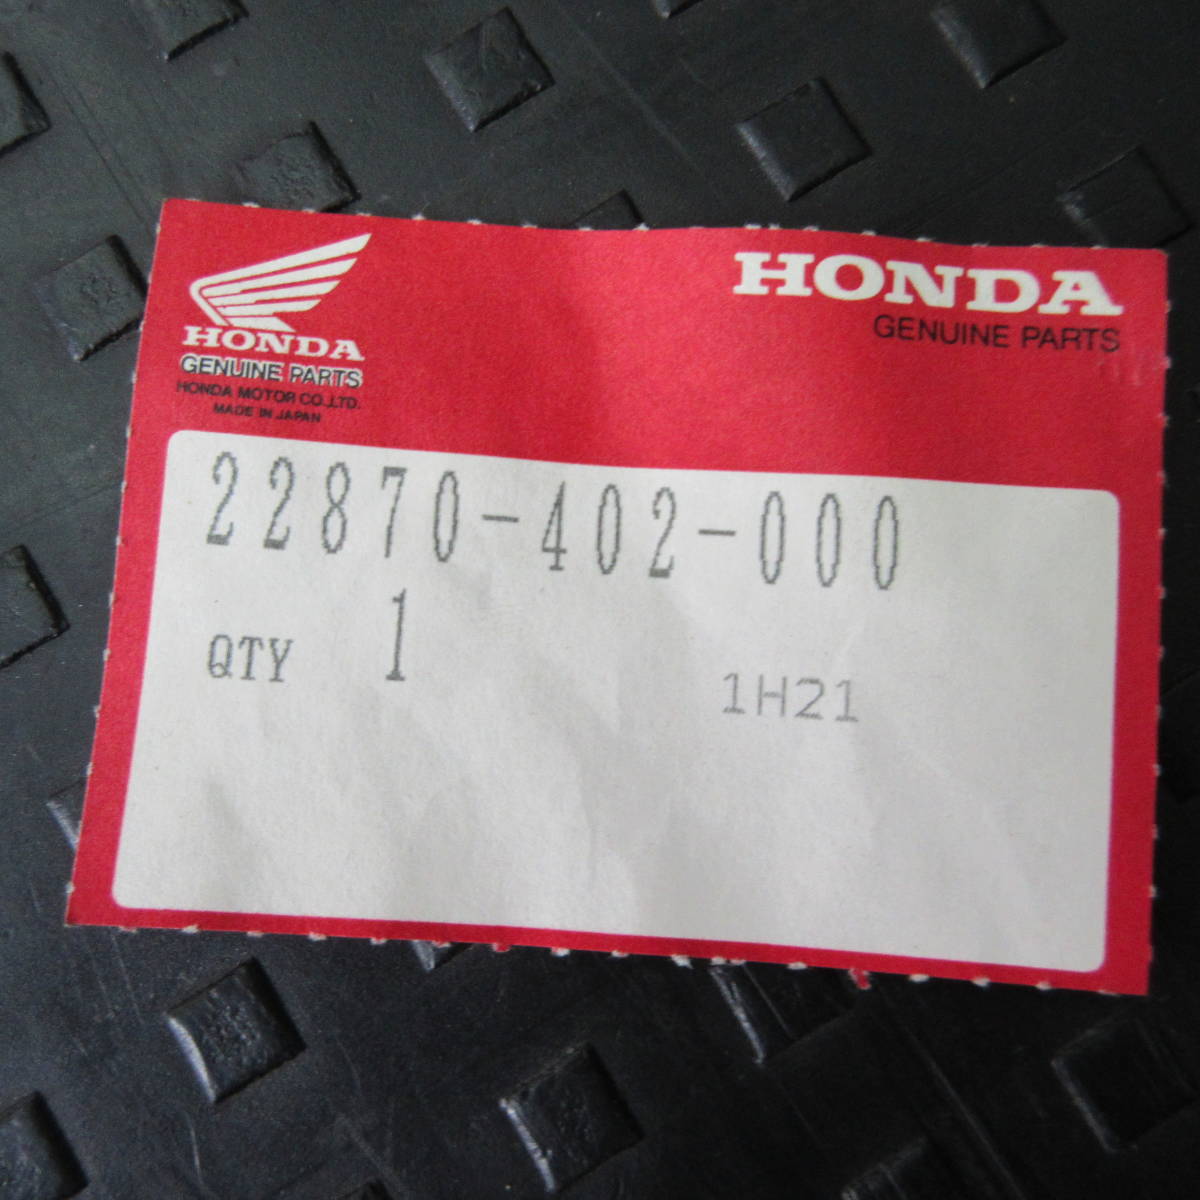 HONDA
GENUINE PARTS
HONDA MOTOR CO.,LTD.
MADE IN JAPAN
HONDA
GENUINE PARTS
22870-402-000
QTY 1
1H21